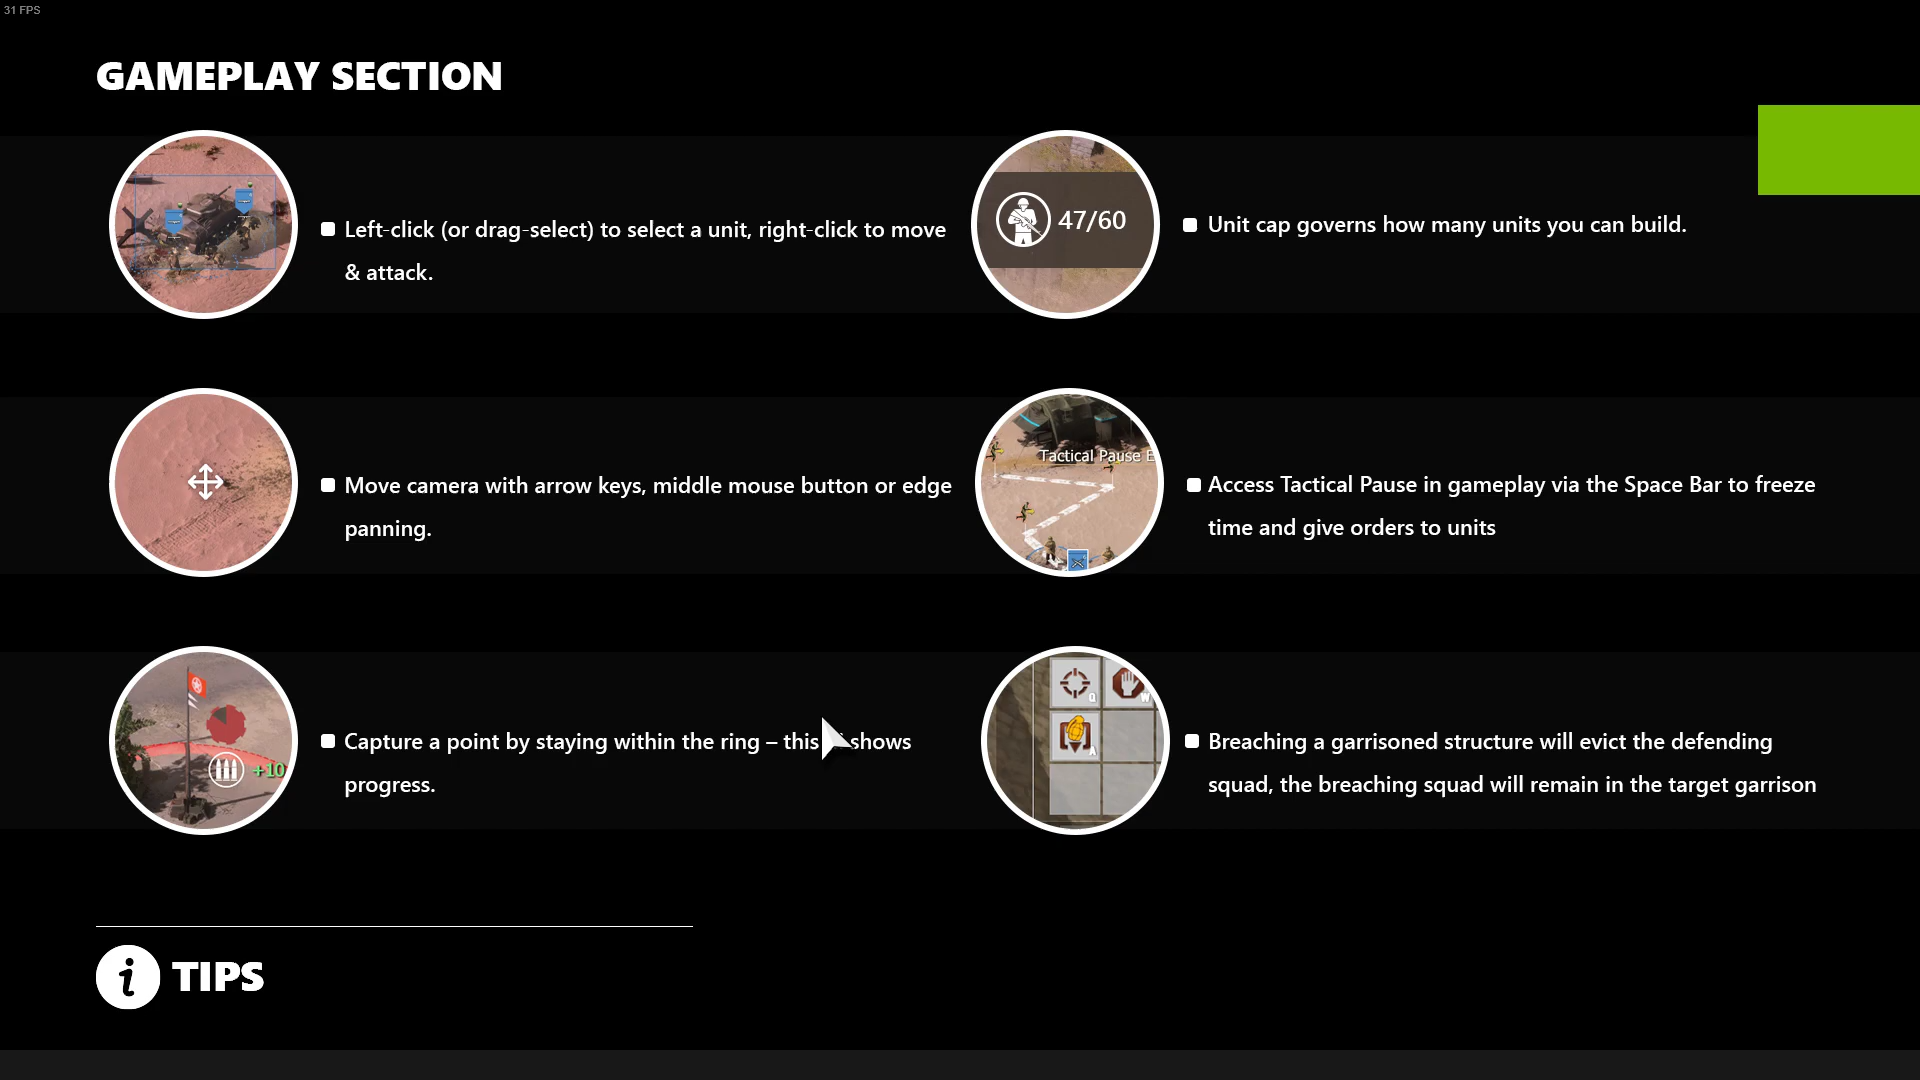 31 FPS
GAMEPLAY SECTION
Left-click (or drag-select) to select a unit, right-click to move
& attack.
47/60
Unit cap governs how many units you can build.
Move camera with arrow keys, middle mouse button or edge
panning.
Tactical Pause E
Access Tactical Pause in gameplay via the Space Bar to freeze
time and give orders to units
+10
Capture a point by staying within the ring – this shows
progress.
Q
W
A
Breaching a garrisoned structure will evict the defending
squad, the breaching squad will remain in the target garrison
i TIPS